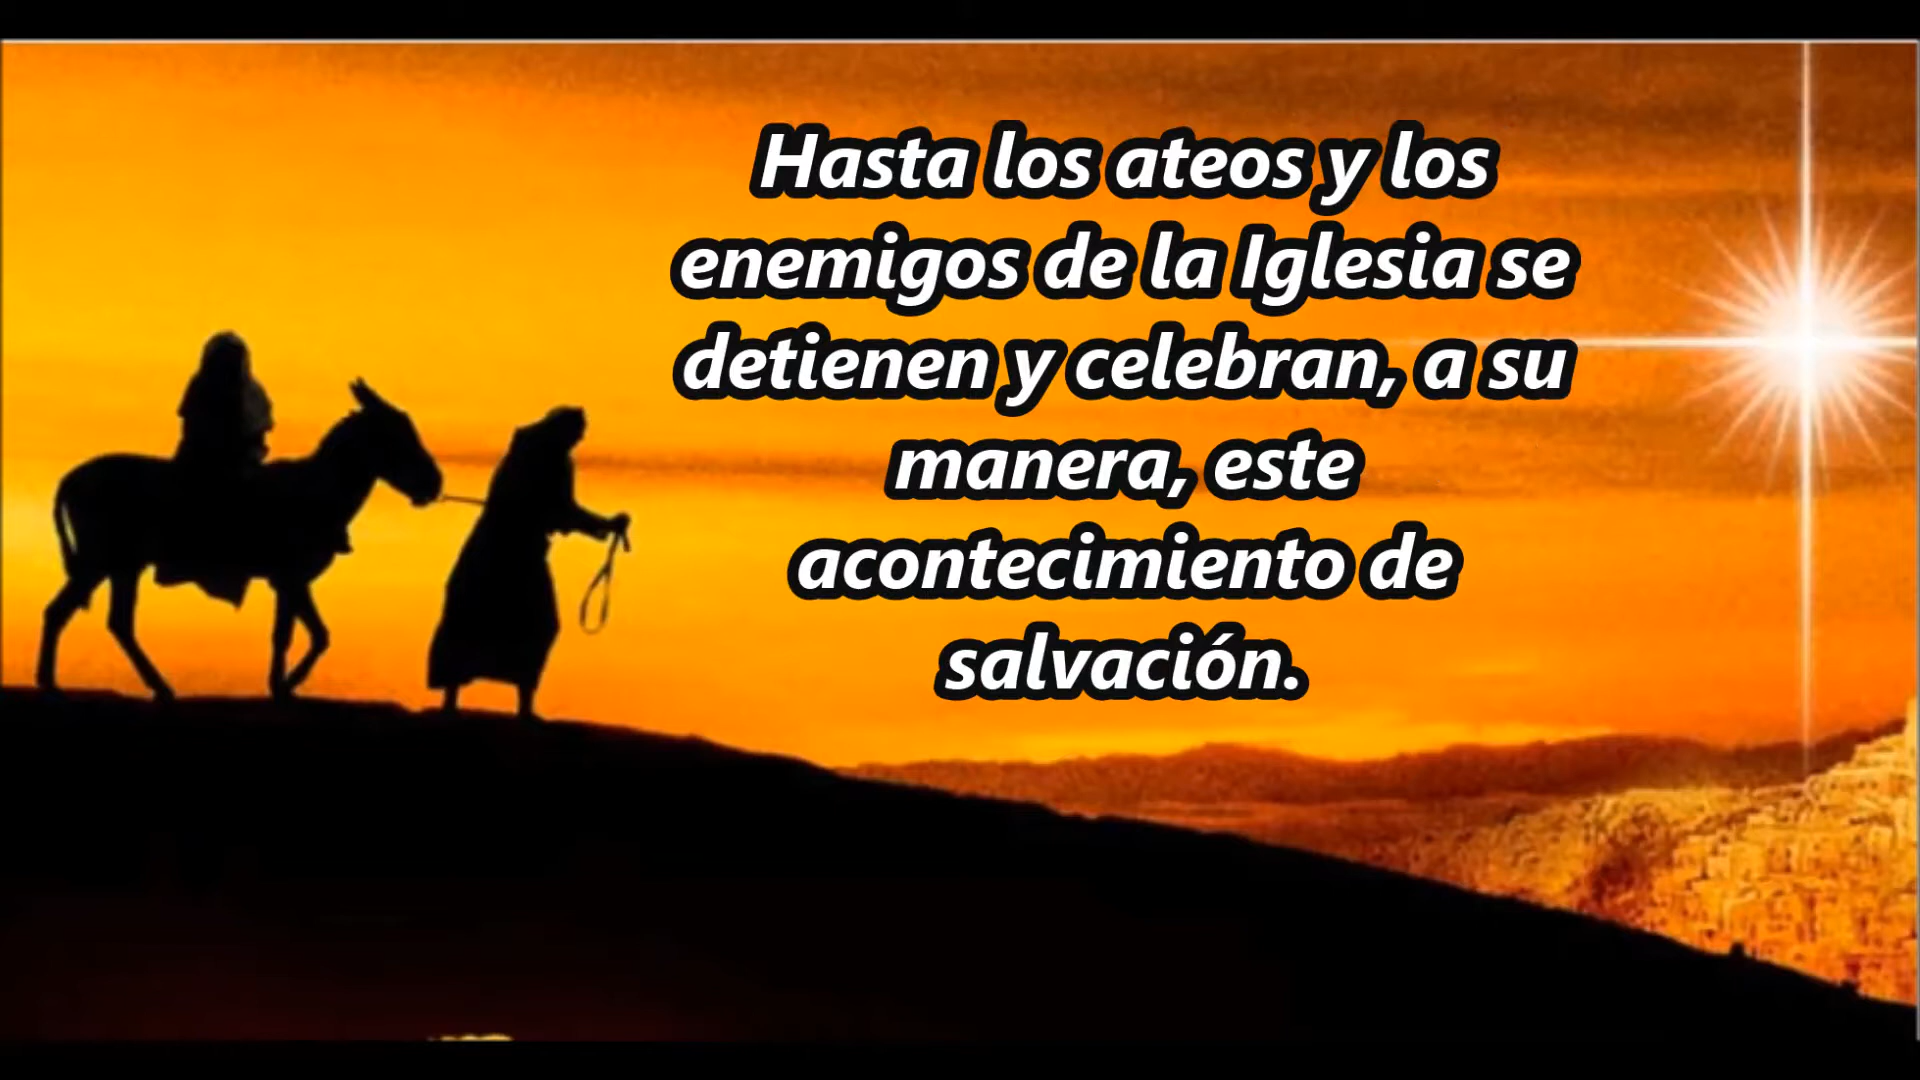 Hasta los ateos y los
enemigos de la Iglesia se
detienen y celebran, a su
manera, este
acontecimiento de
salvación.